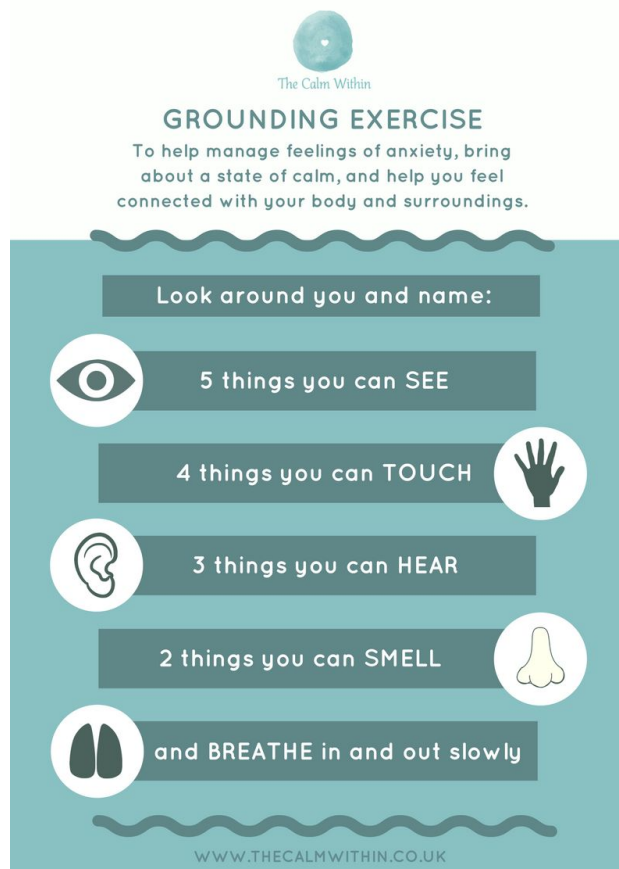 The Calm Within
GROUNDING EXERCISE
To help manage feelings of anxiety, bring
about a state of calm, and help you feel
connected with your body and surroundings.
Look around you and name:
5 things you can SEE
4 things you can TOUCH
3 things you can HEAR
2 things you can SMELL
and BREATHE in and out slowly
WWW.THECALMWITHIN.CO.UK